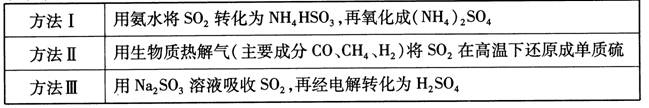 方法Ⅰ 用氨水将SO₂转化为NH₄HSO₃,再氧化成(NH₄)₂SO₄
方法Ⅱ 用生物质热解气(主要成分CO、CH₄、H₂)将SO₂在高温下还原成单质硫
方法Ⅲ 用Na₂SO₃溶液吸收SO₂,再经电解转化为H₂SO₄